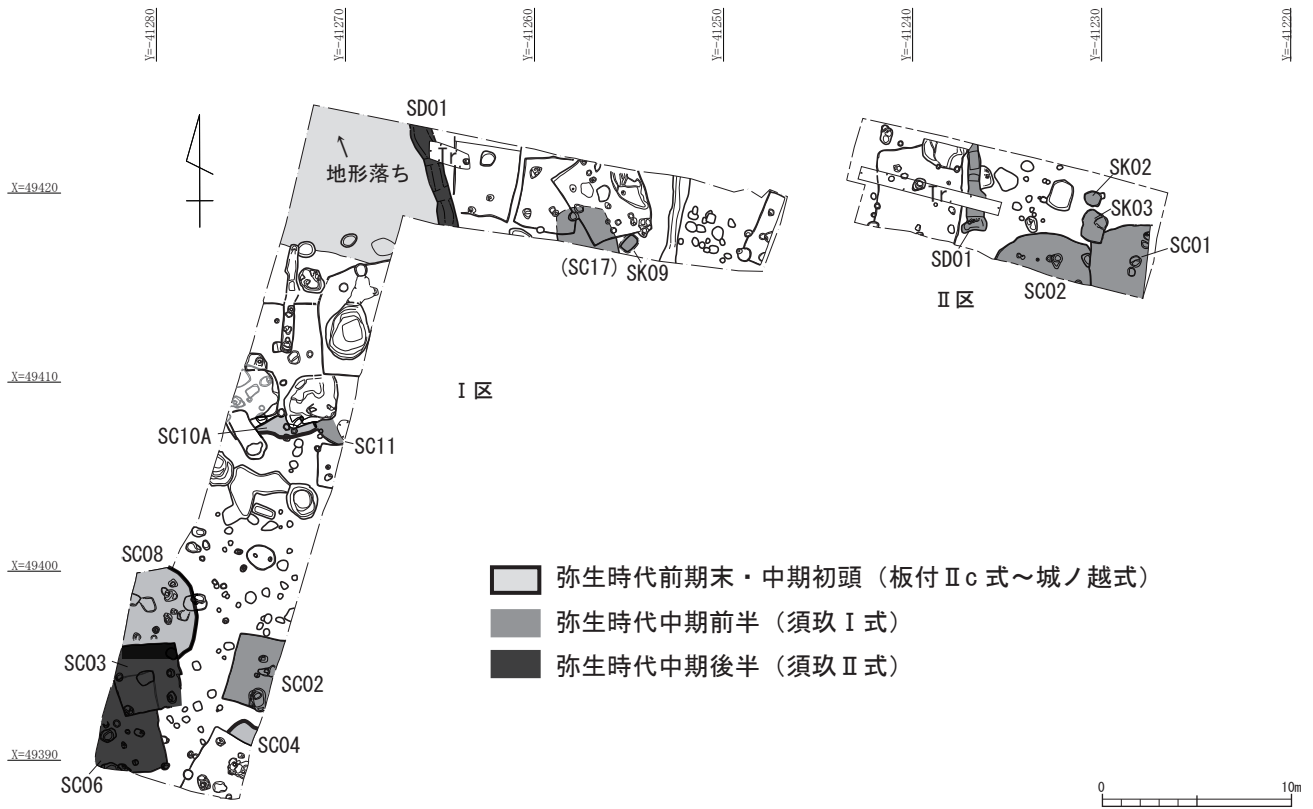 Y=-41280
Y=-41270
Y=-41260
Y=-41250
Y=-41240
Y=-41230
Y=-41220
SD01
Tr
地形落ち
X=49420
(SC17)
SK09
Tr
SK02
SK03
SC01
SD01
SC02
Ⅱ区
X=49410
Ⅰ区
SC10A
SC11
X=49400
SC08
弥生時代前期末・中期初頭（板付Ⅱc式～城ノ越式）
弥生時代中期前半（須玖Ⅰ式）
弥生時代中期後半（須玖Ⅱ式）
SC03
SC02
SC04
X=49390
SC06
0
10m